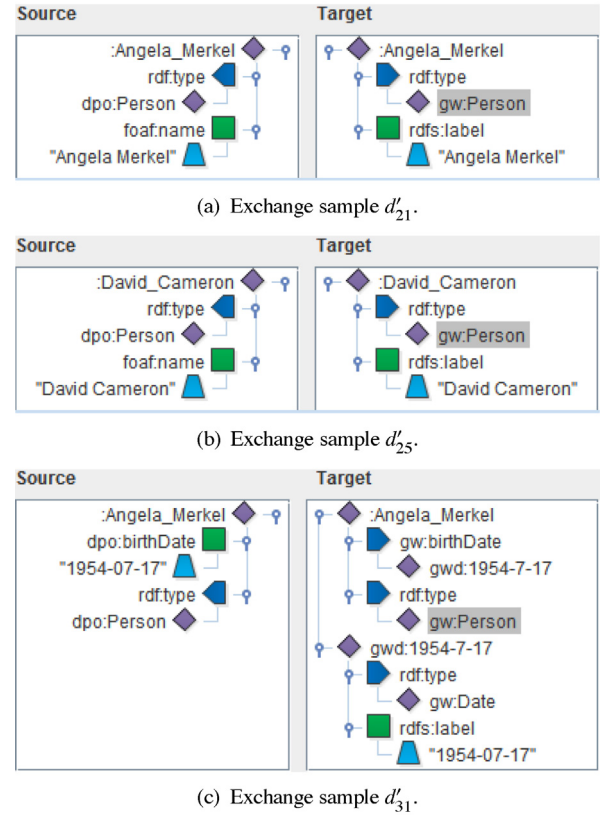 Source
Target
:Angela_Merkel
:Angela_Merkel
rdf:type
rdf:type
dpo:Person
gw:Person
foaf:name
rdfs:label
"Angela Merkel"
"Angela Merkel"
(a) Exchange sample d′21.
Source
Target
:David_Cameron
:David_Cameron
rdf:type
rdf:type
dpo:Person
gw:Person
foaf:name
rdfs:label
"David Cameron"
"David Cameron"
(b) Exchange sample d′25.
Source
Target
:Angela_Merkel
:Angela_Merkel
dpo:birthDate
gw:birthDate
"1954-07-17"
gwd:1954-7-17
rdf:type
rdf:type
dpo:Person
gw:Person
gwd:1954-7-17
rdf:type
gw:Date
rdfs:label
"1954-07-17"
(c) Exchange sample d′31.